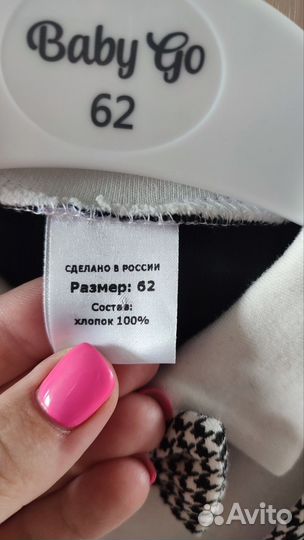 Baby Go
62
СДЕЛАНО В РОССИИ
Размер: 62
Состав:
хлопок 100%
Avito